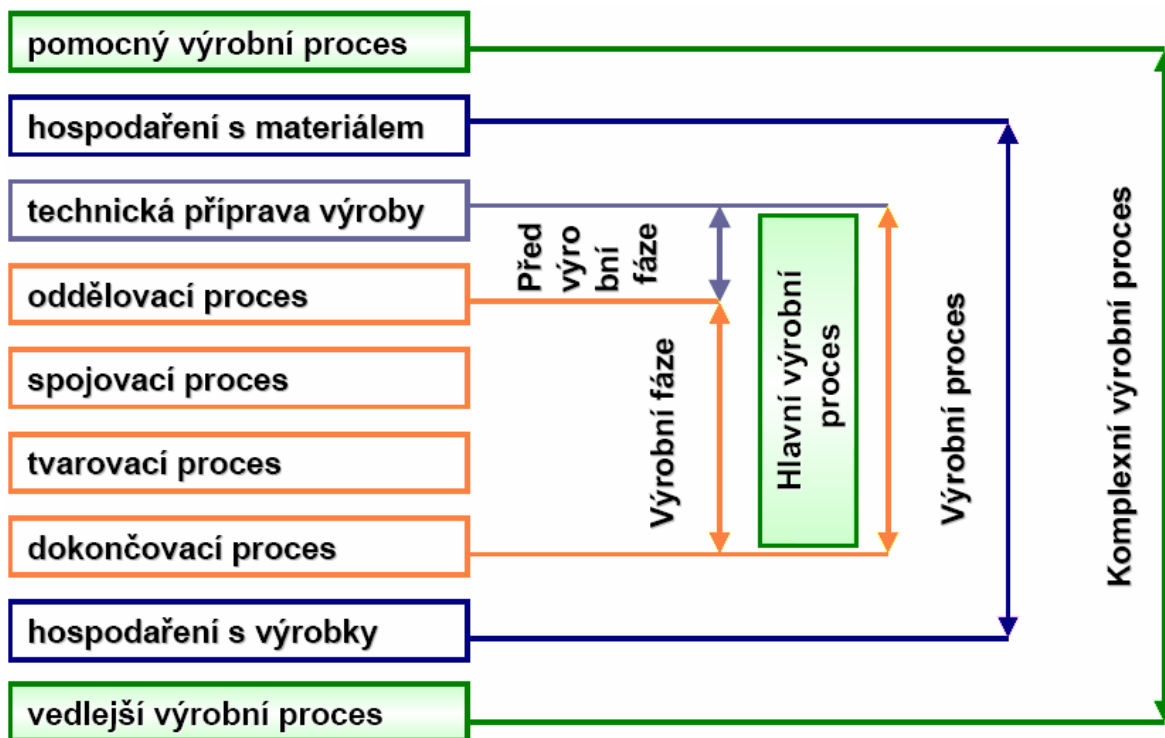 pomocný výrobní proces
hospodaření s materiálem
technická příprava výroby
oddělovací proces
spojovací proces
tvarovací proces
dokončovací proces
hospodaření s výrobky
vedlejší výrobní proces
Před
výro
bní
fáze
Výrobní fáze
Hlavní výrobní
proces
Výrobní proces
Komplexní výrobní proces